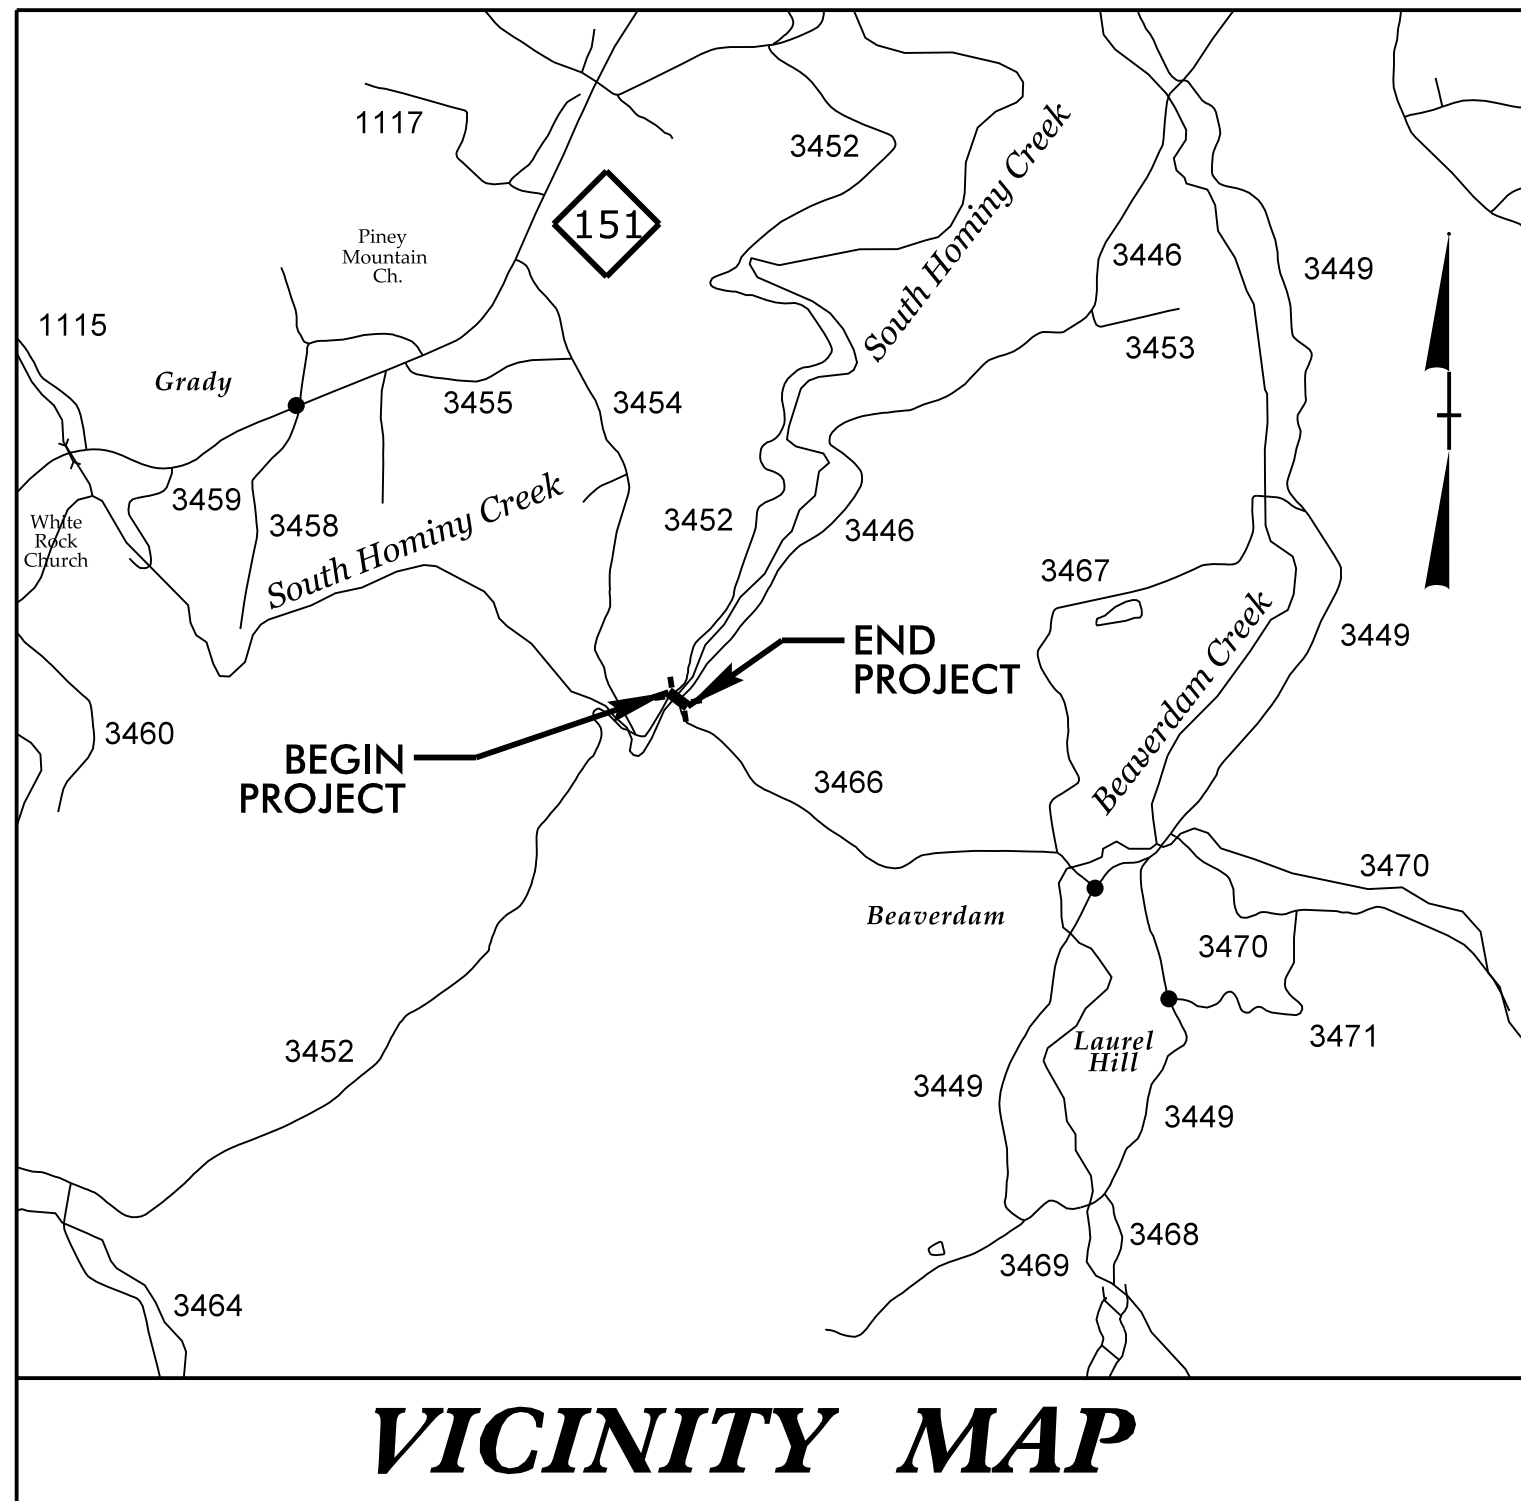 1117
3452
South Hominy Creek
151
Piney
Mountain
Ch.
3446
3449
1115
3453
Grady
3455
3454
3459
3458
South Hominy Creek
3452
3446
White
Rock
Church
3467
END
PROJECT
Beaverdam Creek
3449
3460
BEGIN
PROJECT
3466
3470
Beaverdam
3470
3471
Laurel
Hill
3452
3449
3449
3468
3469
3464
VICINITY MAP